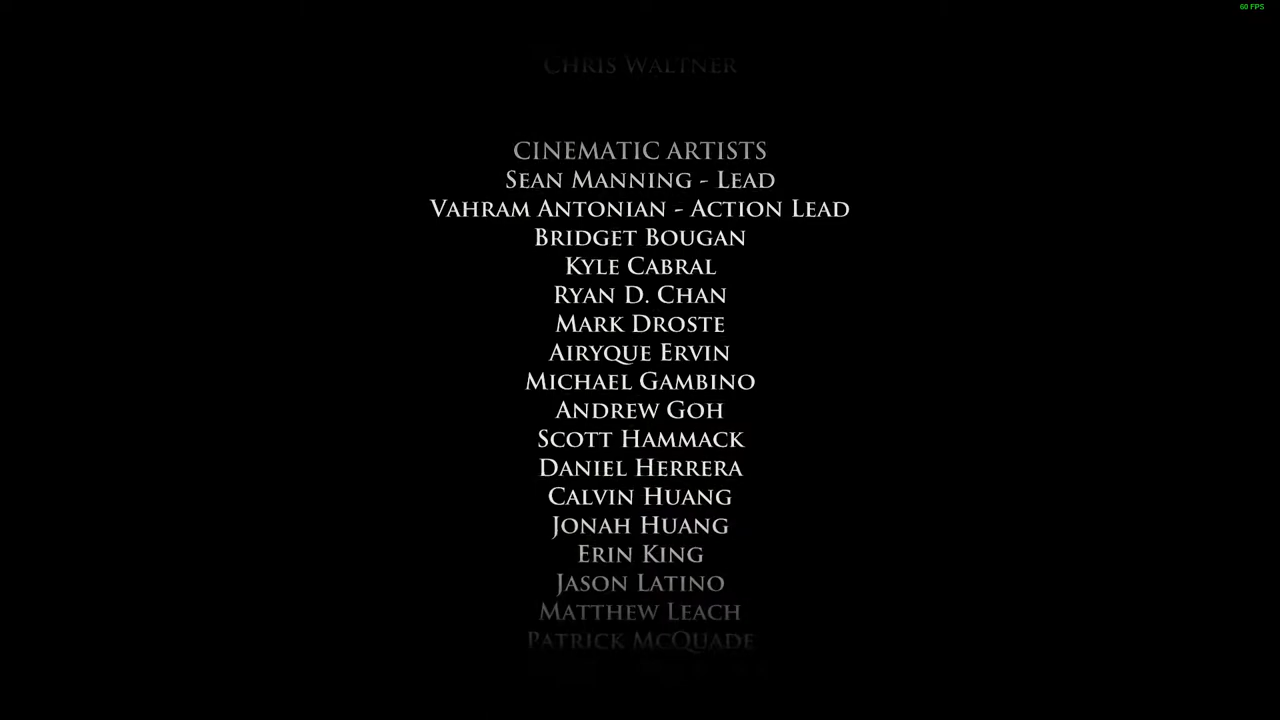 60 FPS
CHRIS WALTNER
CINEMATIC ARTISTS
SEAN MANNING - LEAD
VAHRAM ANTONIAN - ACTION LEAD
BRIDGET BOUGAN
KYLE CABRAL
RYAN D. CHAN
MARK DROSTE
AIRYQUE ERVIN
MICHAEL GAMBINO
ANDREW GOH
SCOTT HAMMACK
DANIEL HERRERA
CALVIN HUANG
JONAH HUANG
ERIN KING
JASON LATINO
MATTHEW LEACH
PATRICK MCQUADE